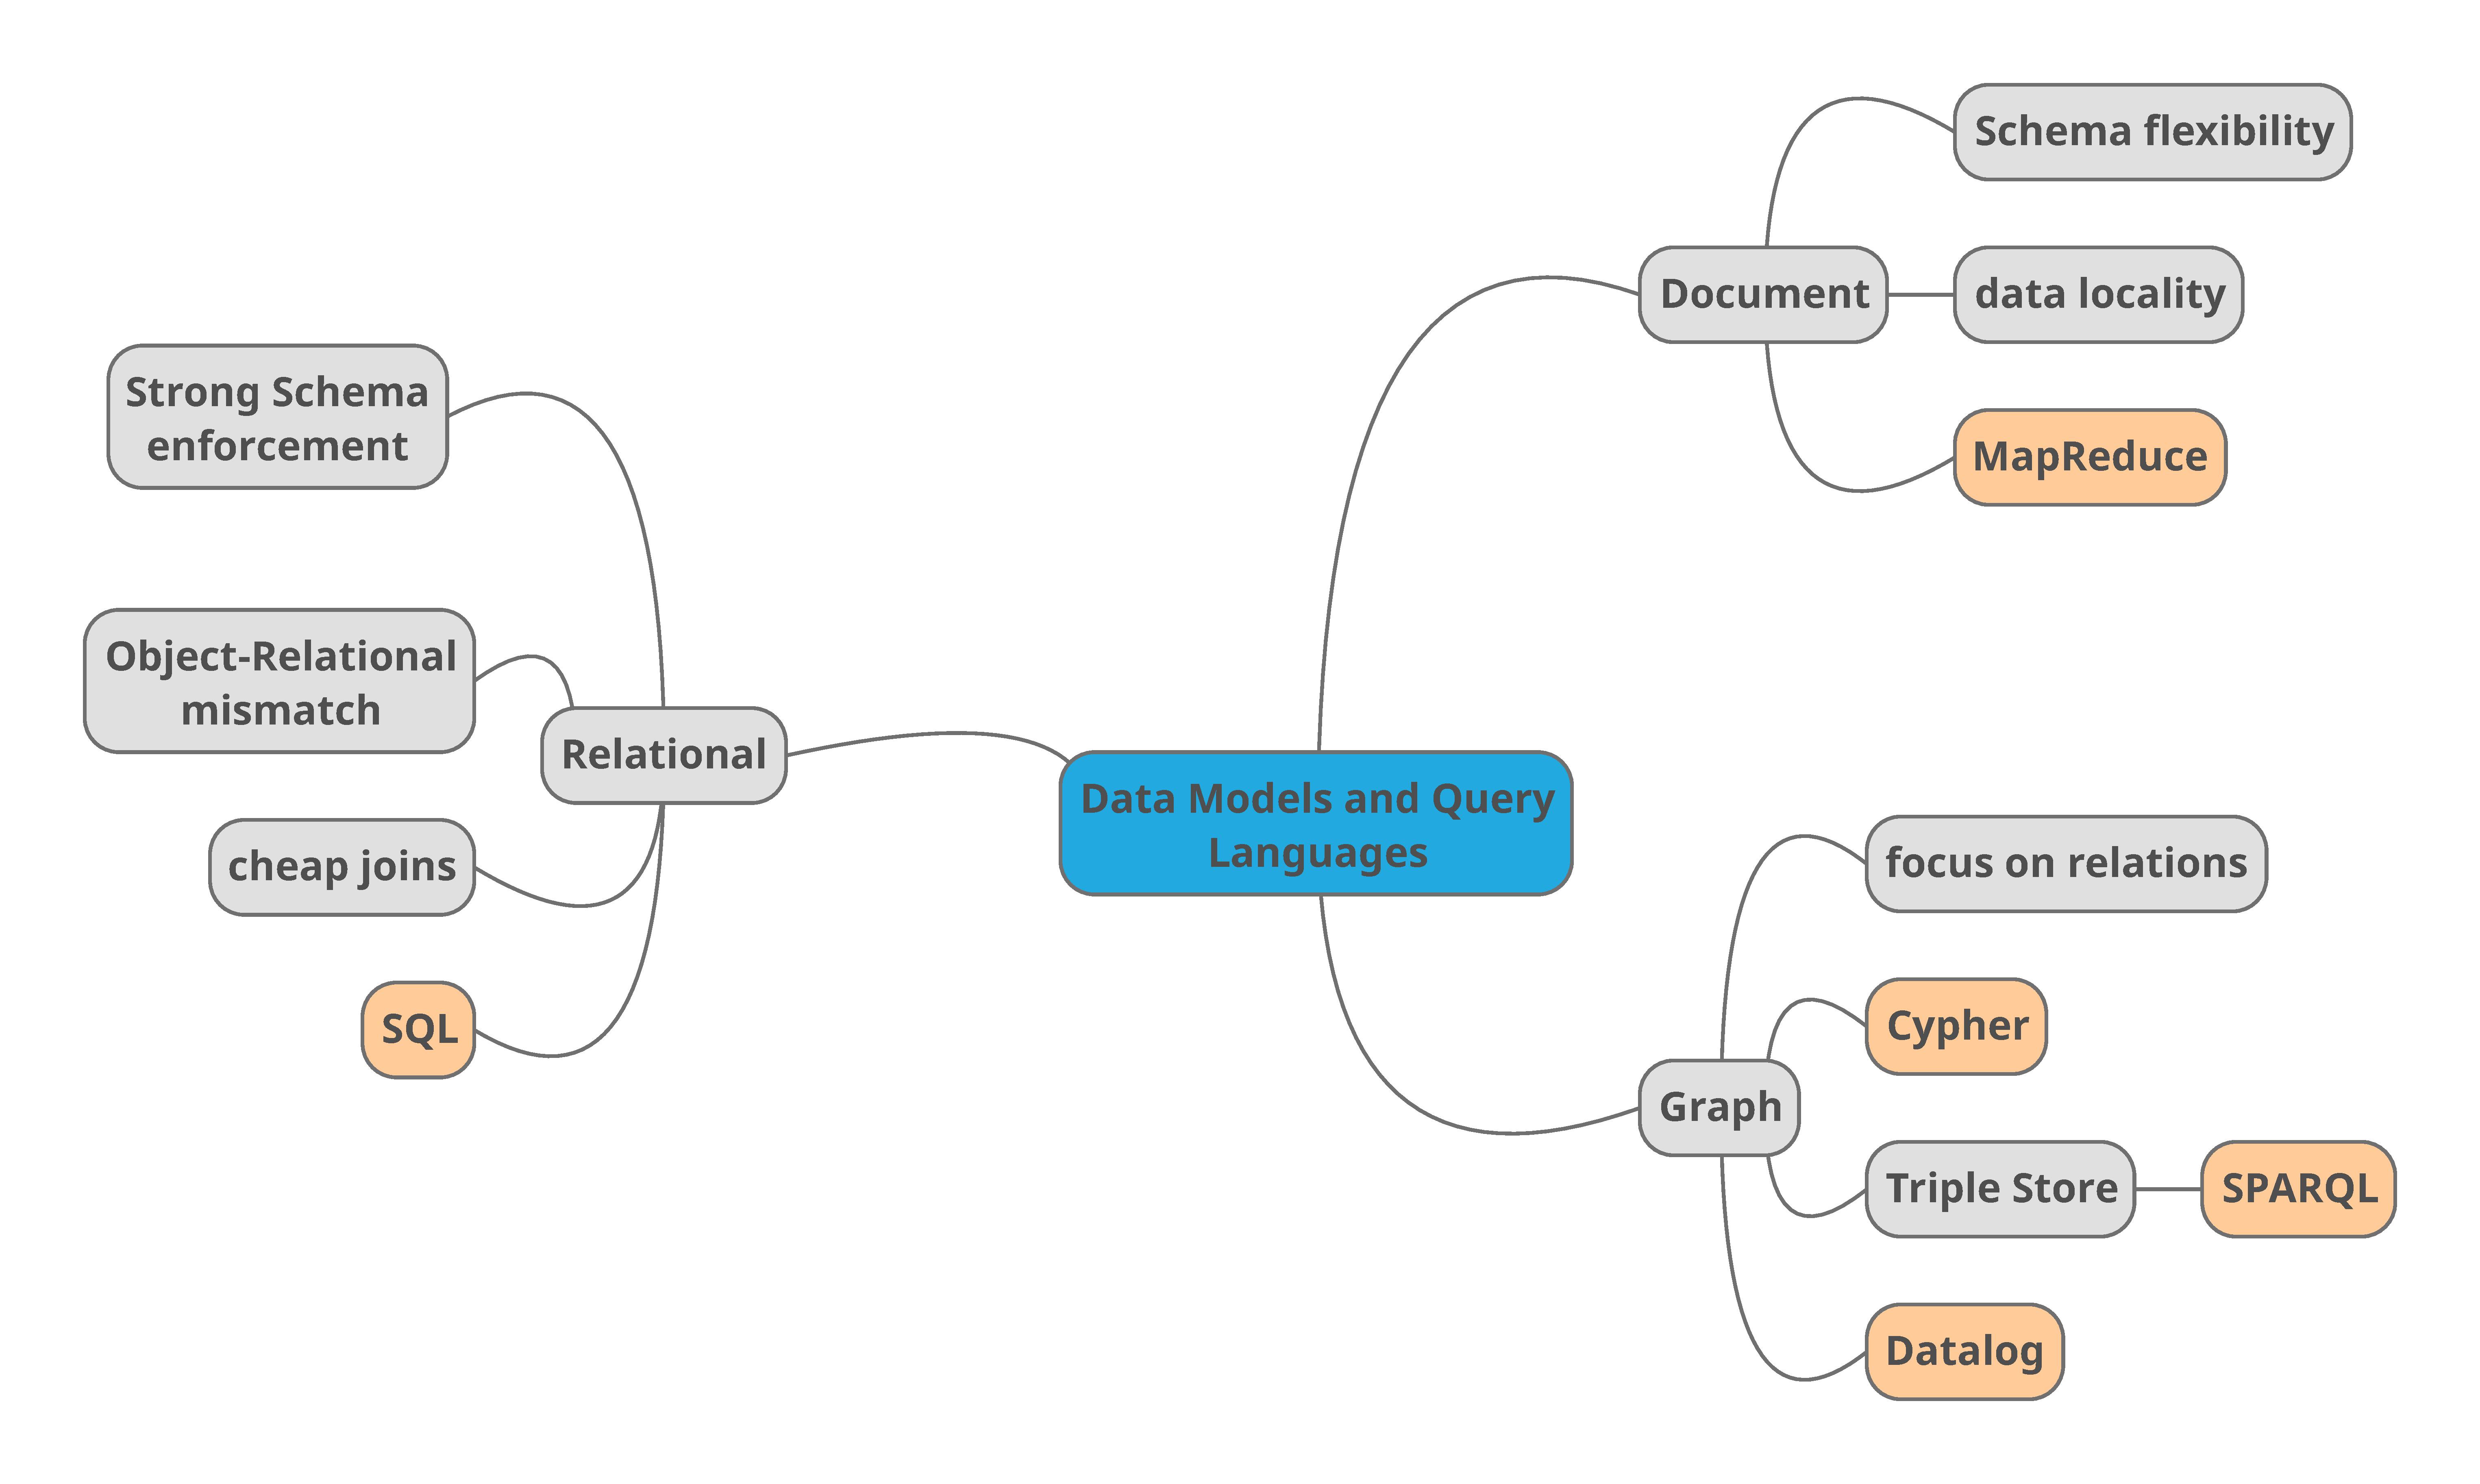 Schema flexibility
Document
data locality
MapReduce
Strong Schema
enforcement
Object-Relational
mismatch
Relational
cheap joins
SQL
Data Models and Query
Languages
focus on relations
Cypher
Graph
Triple Store
SPARQL
Datalog